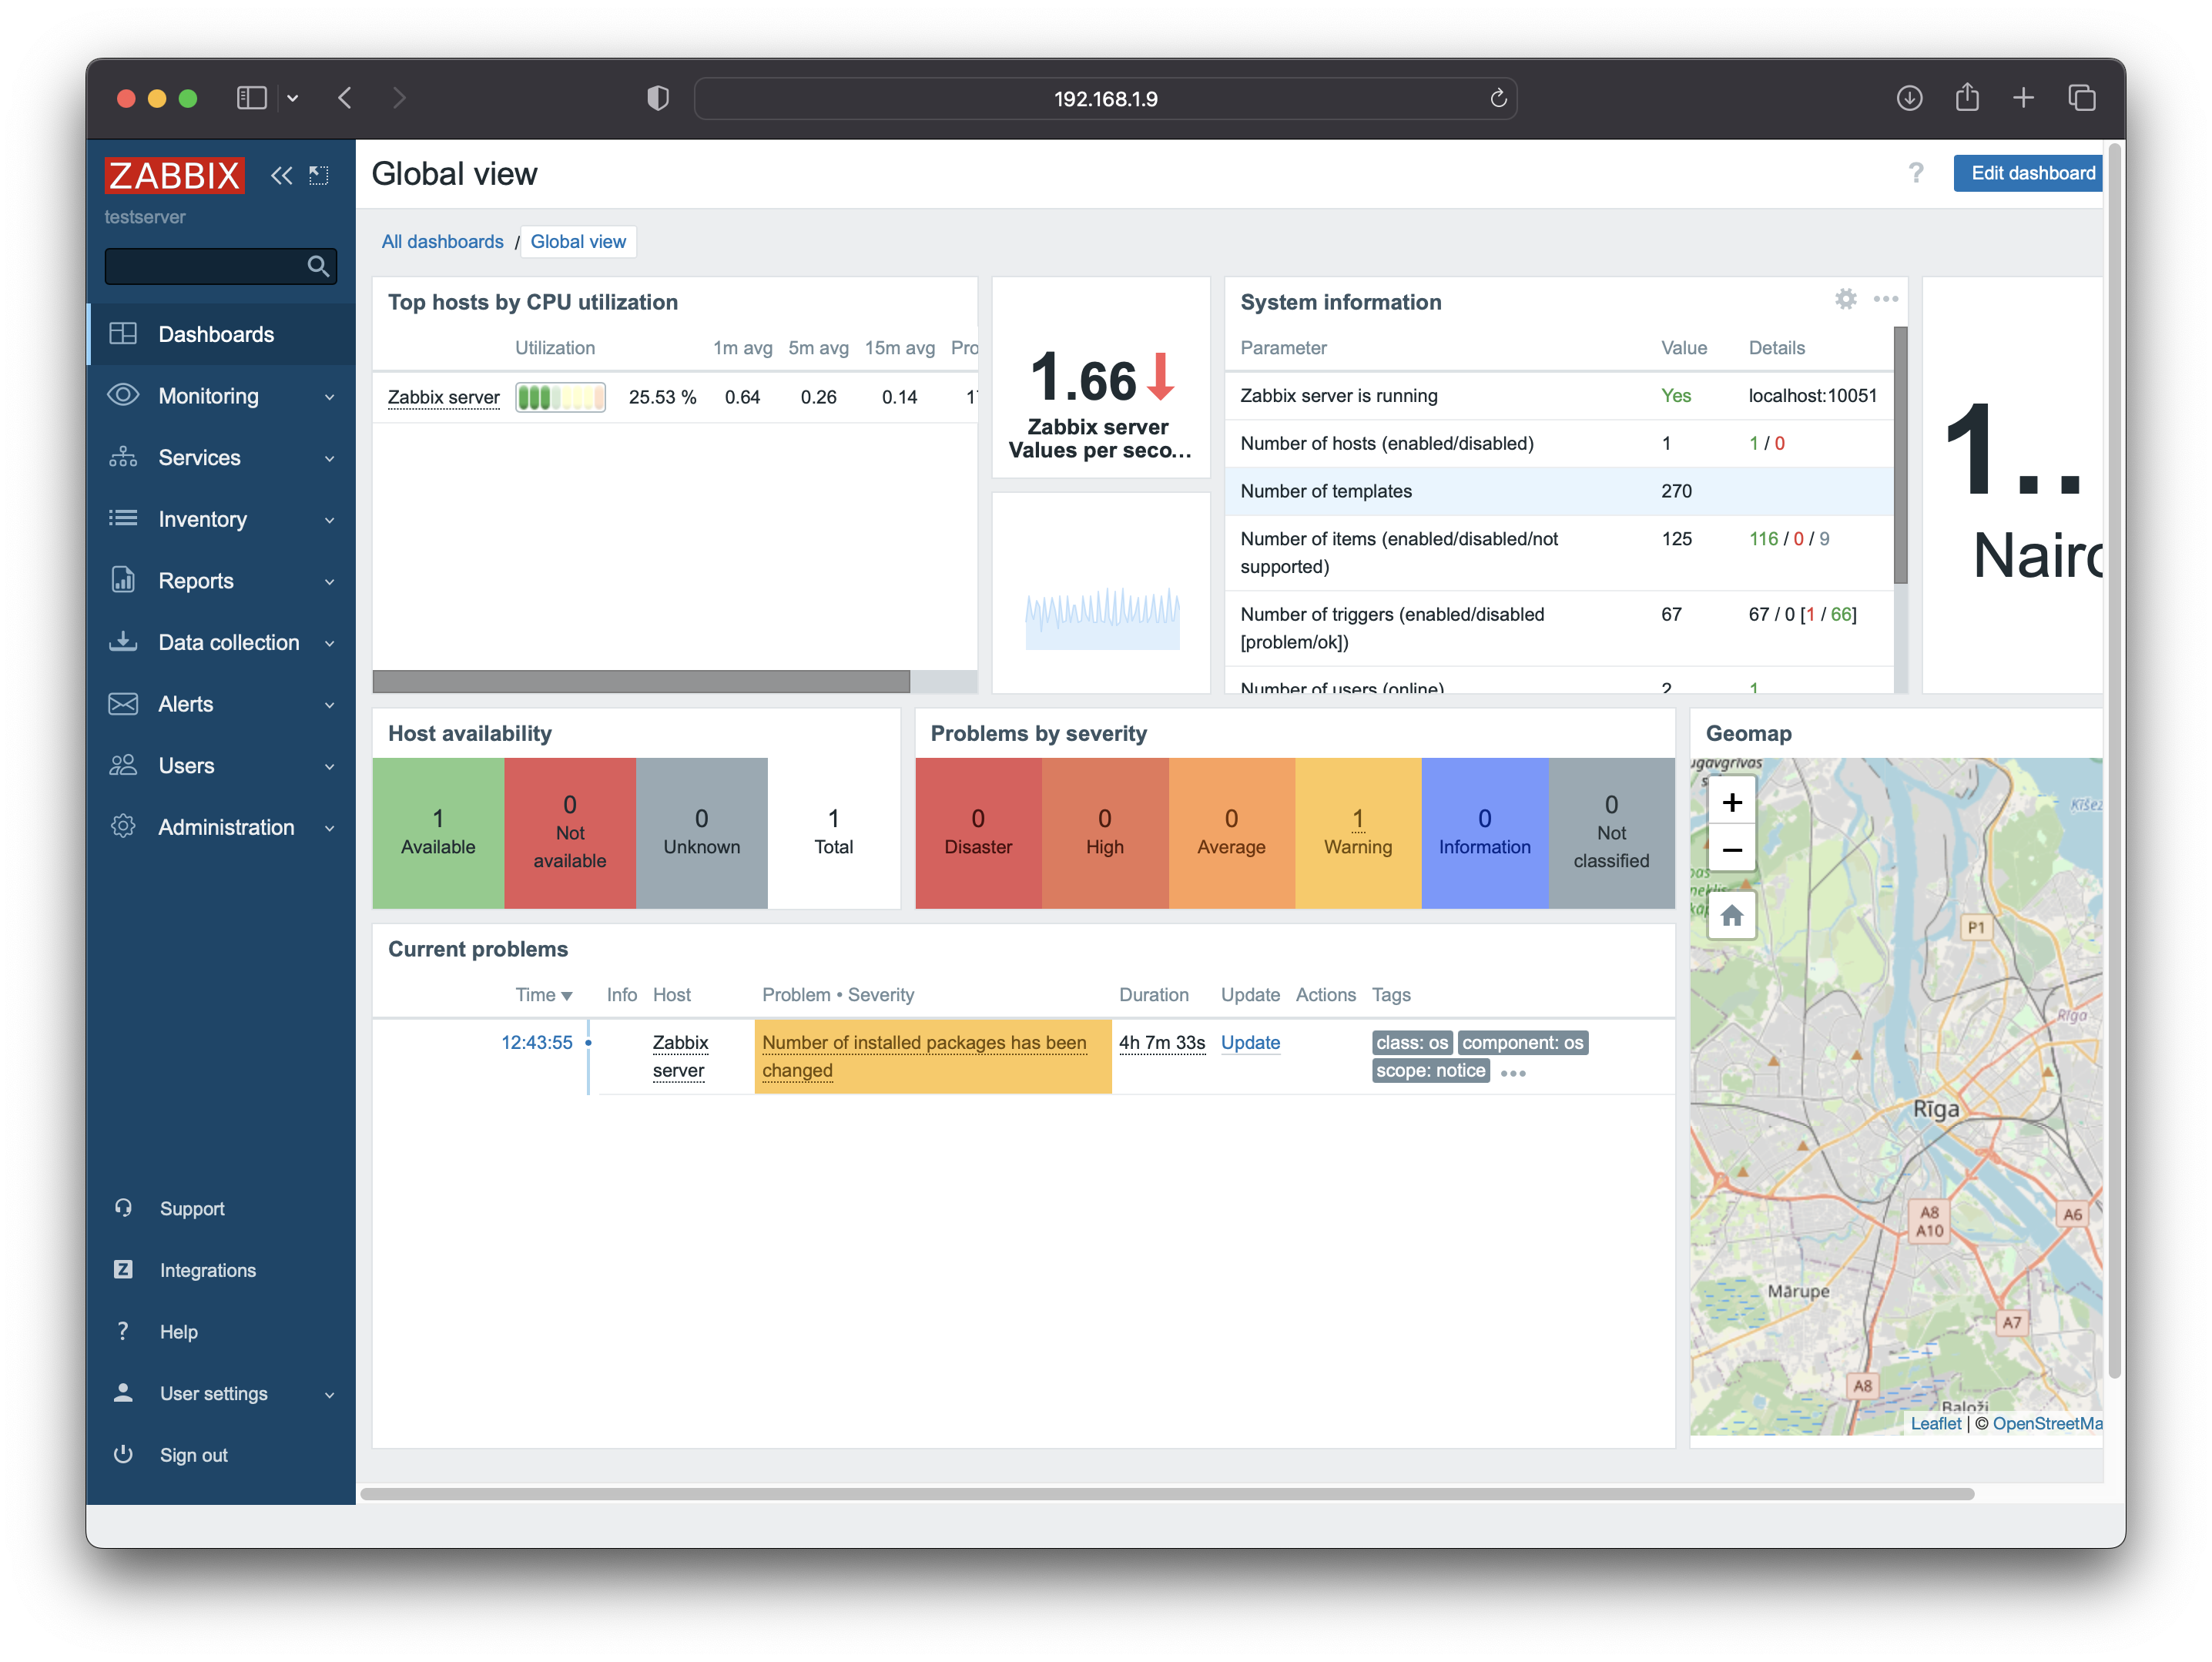 192.168.1.9
ZABBIX
testserver
Dashboards
Monitoring
Services
Inventory
Reports
Data collection
Alerts
Users
Administration
Support
Integrations
Help
User settings
Sign out
Global view
?
Edit dashboard
All dashboards / Global view
Top hosts by CPU utilization
Utilization 1m avg 5m avg 15m avg
Zabbix server 25.53 % 0.64 0.26 0.14
1.66
Zabbix server
Values per seco...
System information
Parameter Value Details
Zabbix server is running Yes localhost:10051
Number of hosts (enabled/disabled) 1 1 / 0
Number of templates 270
Number of items (enabled/disabled/not 125 116 / 0 / 9
supported)
Number of triggers (enabled/disabled 67 67 / 0 [1 / 66]
[problem/ok])
Number of users (online) 2 1
1..
Host availability
1
Available
0
Not
available
0
Unknown
1
Total
Problems by severity
0
Disaster
0
High
0
Average
1
Warning
0
Information
0
Not
classified
Current problems
Time Info Host Problem • Severity Duration Update Actions Tags
12:43:55 Zabbix Number of installed packages has been 4h 7m 33s Update class: os component: os
server changed scope: notice
Geomap
+
−
P1
Rīga
Rīga
A8
A10
A6
Mārupe
A7
A8
Baloži
Leaflet | © OpenStreetMa